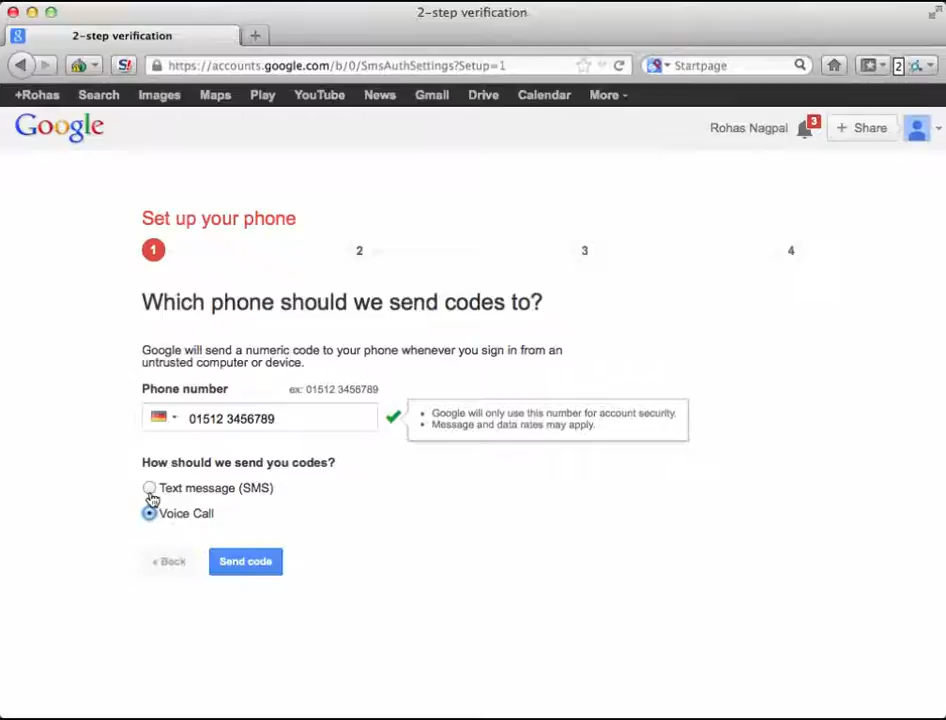 2-step verification
2-step verification
https://accounts.google.com/b/0/SmsAuthSettings?Setup=1
Startpage
+Rohas Search Images Maps Play YouTube News Gmail Drive Calendar More
Google
Rohas Nagpal 3 + Share
Set up your phone
1 2 3 4
Which phone should we send codes to?
Google will send a numeric code to your phone whenever you sign in from an
untrusted computer or device.
Phone number ex: 01512 3456789
01512 3456789
• Google will only use this number for account security.
• Message and data rates may apply.
How should we send you codes?
Text message (SMS)
Voice Call
« Back Send code